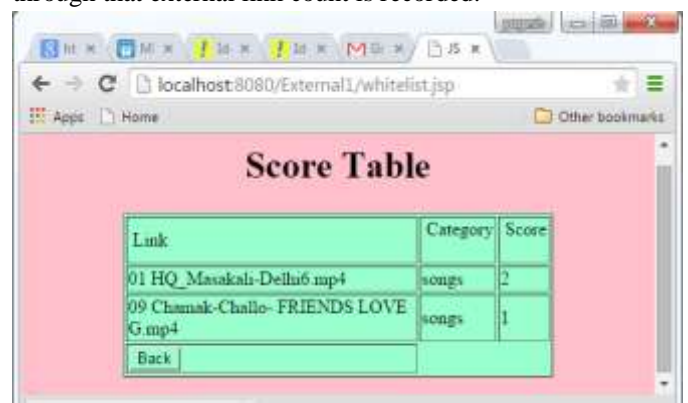 through that external link count is recorded.
localhost:8080/External1/whitelist.jsp
Apps Home Other bookmarks
Score Table
Link Category Score
01 HQ_Masakali-Delhi6.mp4 songs 2
09 Chamak-Challo- FRIENDS LOVE
G.mp4 songs 1
Back